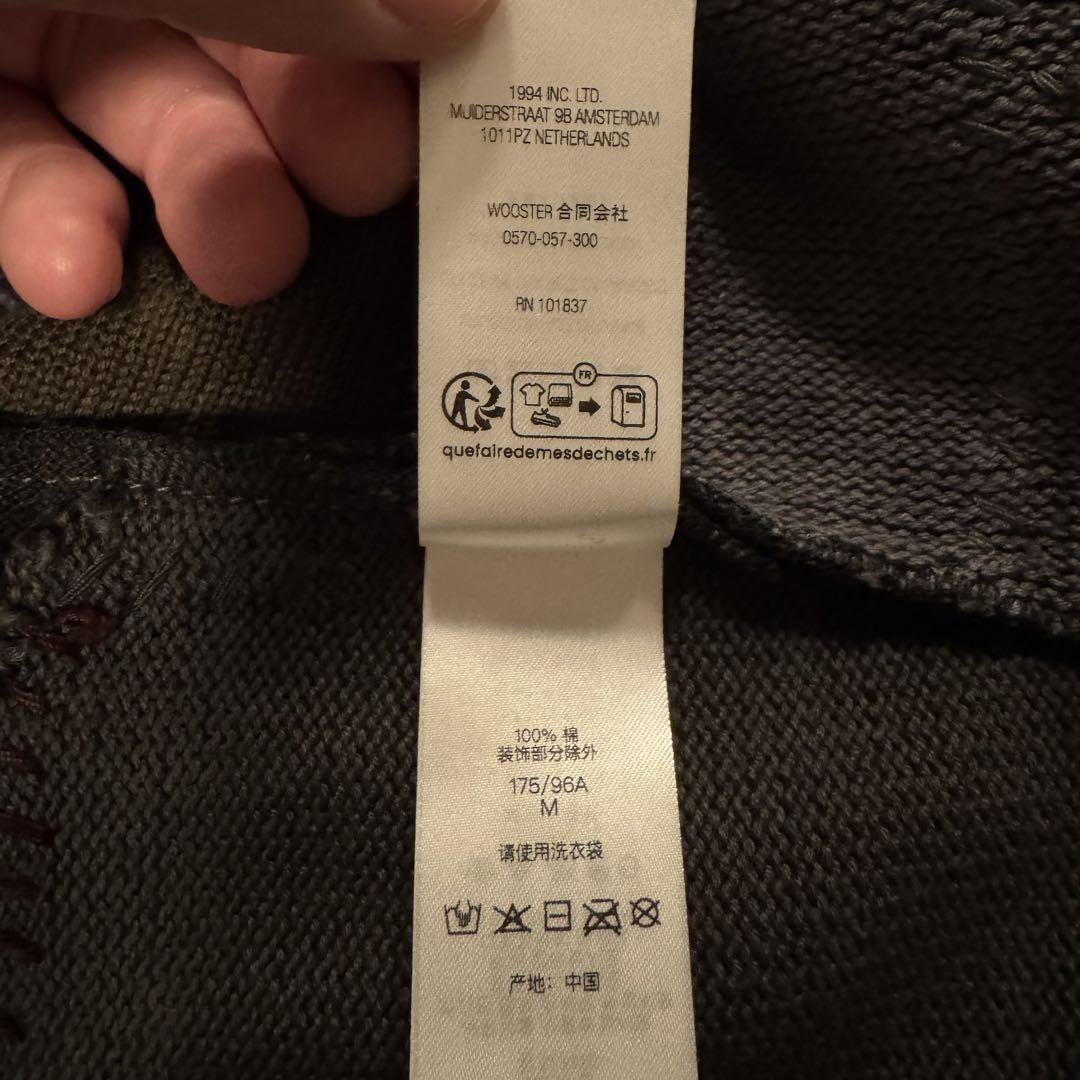 1994 INC. LTD.
MUIDERSTRAAT 9B AMSTERDAM
1011PZ NETHERLANDS
WOOSTER 合同会社
0570-057-300
RN 101837
FR
quefairedemesdechets.fr
100% 棉
装饰部分除外
175/96A
M
请使用洗衣袋
产地: 中国